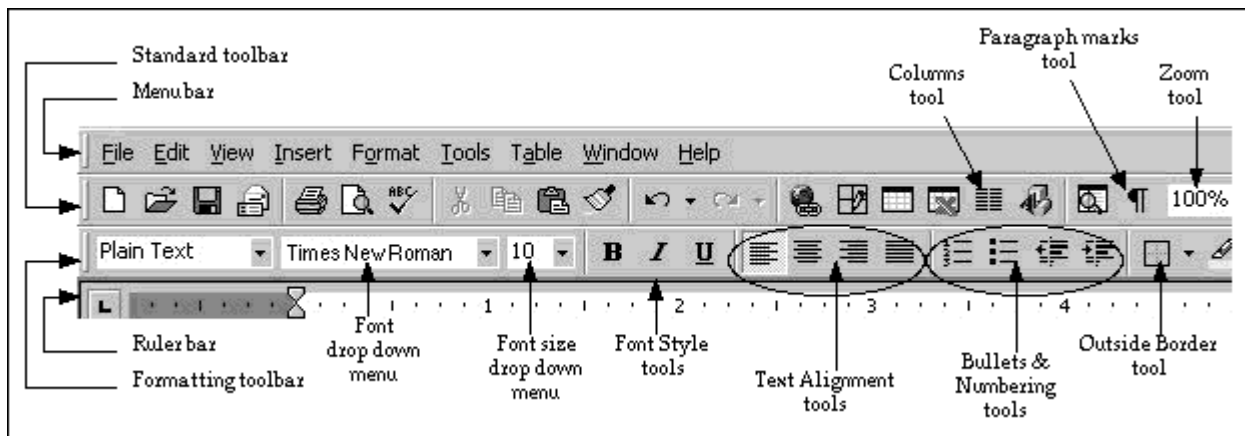 Standard toolbar
Menu bar
Columns
tool
Paragraph marks
tool
Zoom
tool
File Edit View Insert Format Tools Table Window Help
ABC
100%
Plain Text Times New Roman 10 B I U
L 1 2 3 4
Ruler bar
Formatting toolbar
Font
drop down
menu
Font size
drop down
menu
Font Style
tools
Text Alignment
tools
Bullets &
Numbering
tools
Outside Border
tool